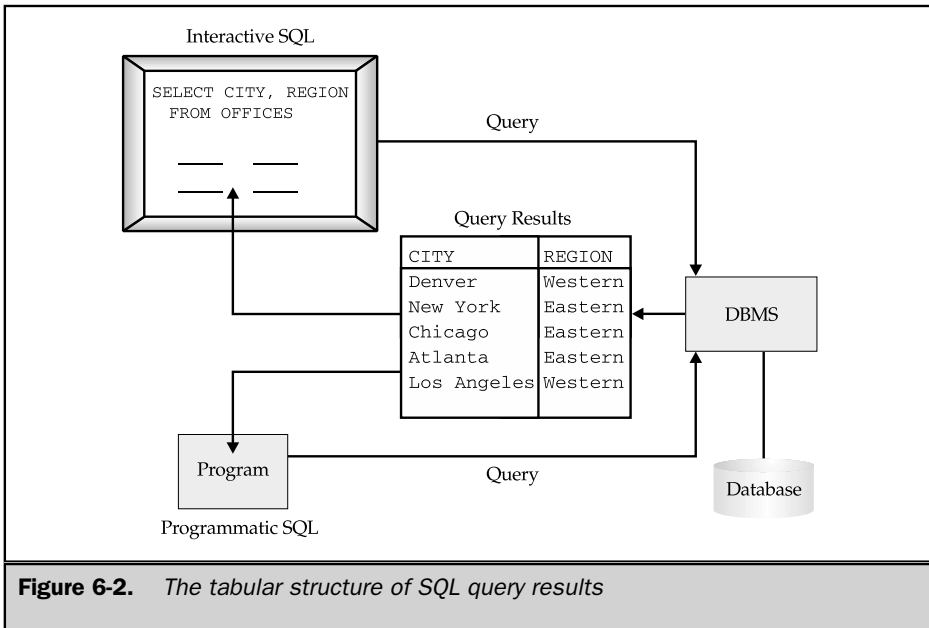 Interactive SQL
SELECT CITY, REGION
FROM OFFICES
Query
Query Results
CITY REGION
Denver Western
New York Eastern
Chicago Eastern
Atlanta Eastern
Los Angeles Western
DBMS
Program
Query
Database
Programmatic SQL
Figure 6-2. The tabular structure of SQL query results